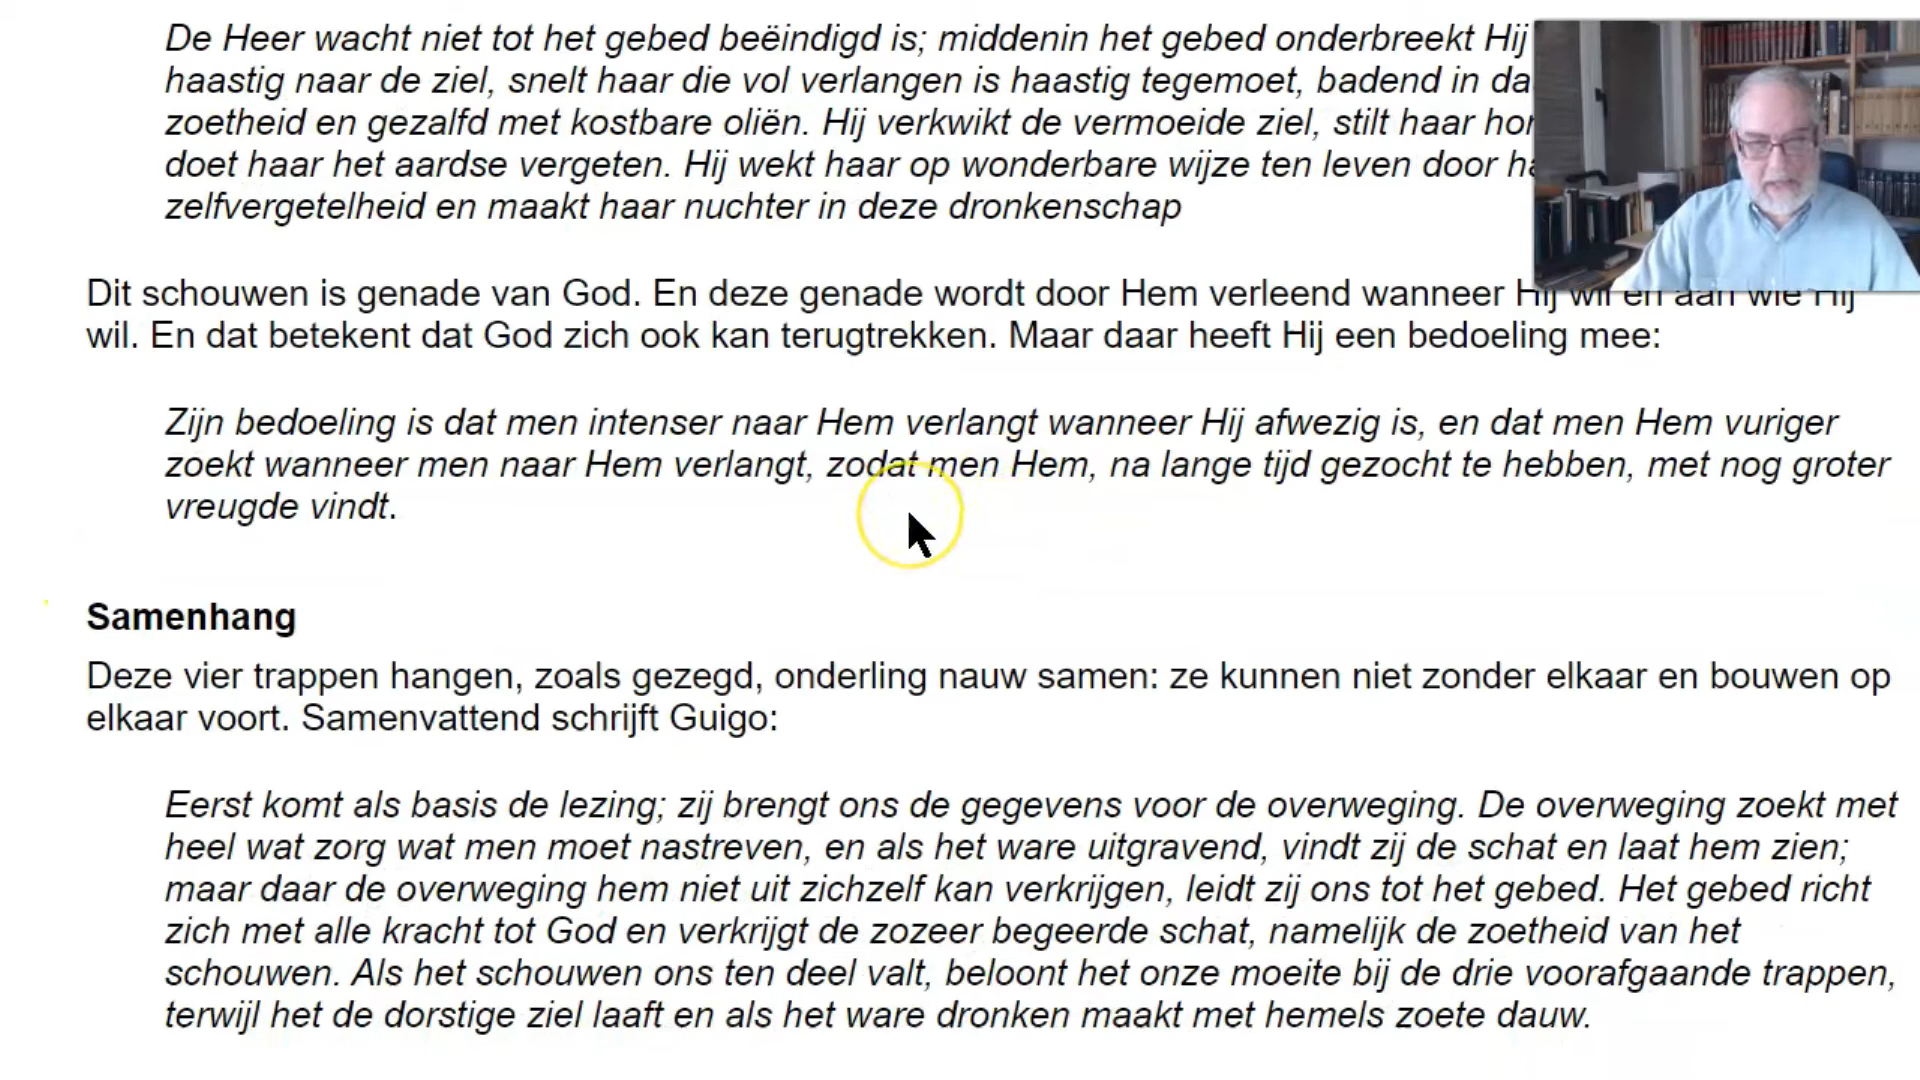 De Heer wacht niet tot het gebed beëindigd is; middenin het gebed onderbreekt Hij
haastig naar de ziel, snelt haar die vol verlangen is haastig tegemoet, badend in
zoetheid en gezalfd met kostbare oliën. Hij verkwikt de vermoeide ziel, stilt haar
doet haar het aardse vergeten. Hij wekt haar op wonderbare wijze ten leven door
zelfvergetelheid en maakt haar nuchter in deze dronkenschap
Dit schouwen is genade van God. En deze genade wordt door Hem verleend wanneer Hij wil en aan wie Hij
wil. En dat betekent dat God zich ook kan terugtrekken. Maar daar heeft Hij een bedoeling mee:
Zijn bedoeling is dat men intenser naar Hem verlangt wanneer Hij afwezig is, en dat men Hem vuriger
zoekt wanneer men naar Hem verlangt, zodat men Hem, na lange tijd gezocht te hebben, met nog groter
vreugde vindt.
Samenhang
Deze vier trappen hangen, zoals gezegd, onderling nauw samen: ze kunnen niet zonder elkaar en bouwen op
elkaar voort. Samenvattend schrijft Guigo:
Eerst komt als basis de lezing; zij brengt ons de gegevens voor de overweging. De overweging zoekt met
heel wat zorg wat men moet nastreven, en als het ware uitgravend, vindt zij de schat en laat hem zien;
maar daar de overweging hem niet uit zichzelf kan verkrijgen, leidt zij ons tot het gebed. Het gebed richt
zich met alle kracht tot God en verkrijgt de zozeer begeerde schat, namelijk de zoetheid van het
schouwen. Als het schouwen ons ten deel valt, beloont het onze moeite bij de drie voorafgaande trappen,
terwijl het de dorstige ziel laaft en als het ware dronken maakt met hemels zoete dauw.